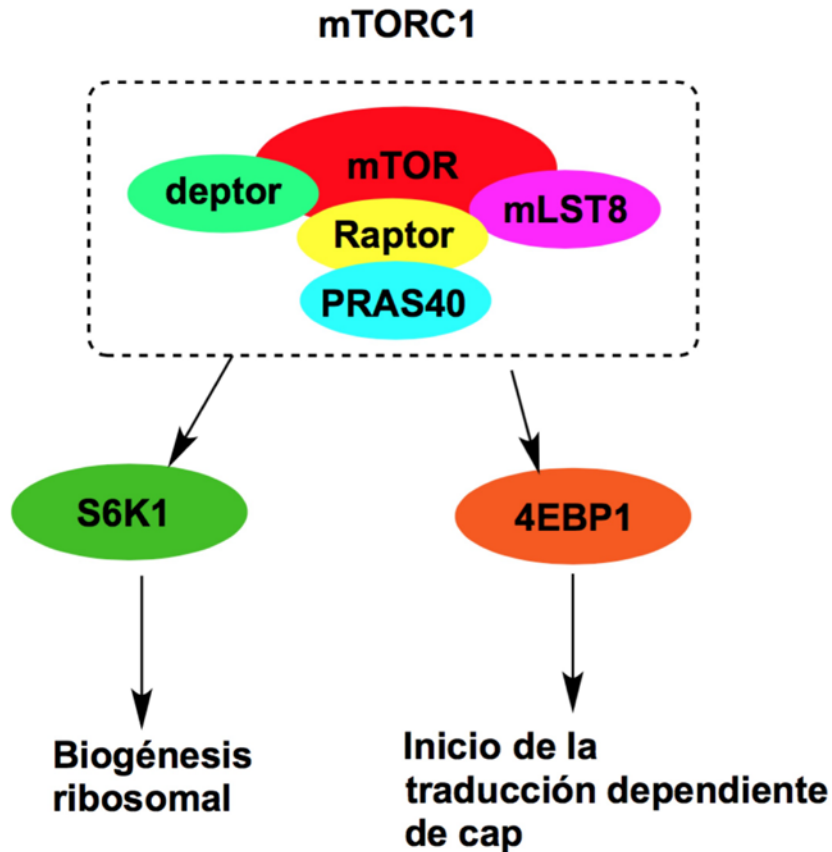 mTORC1
mTOR
deptor
mLST8
Raptor
PRAS40
S6K1
4EBP1
Biogénesis
ribosomal
Inicio de la
traducción dependiente
de cap